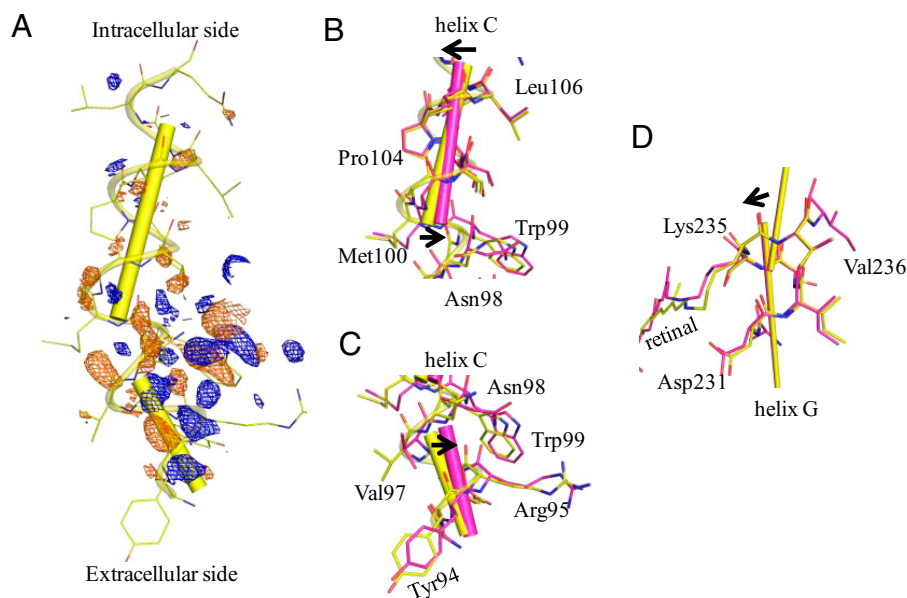 A
Intracellular side
Extracellular side
B
helix C
Leu106
Pro104
Met100
Trp99
Asn98
C
helix C
Asn98
Trp99
Val97
Arg95
Tyr94
D
Lys235
Val236
retinal
Asp231
helix G